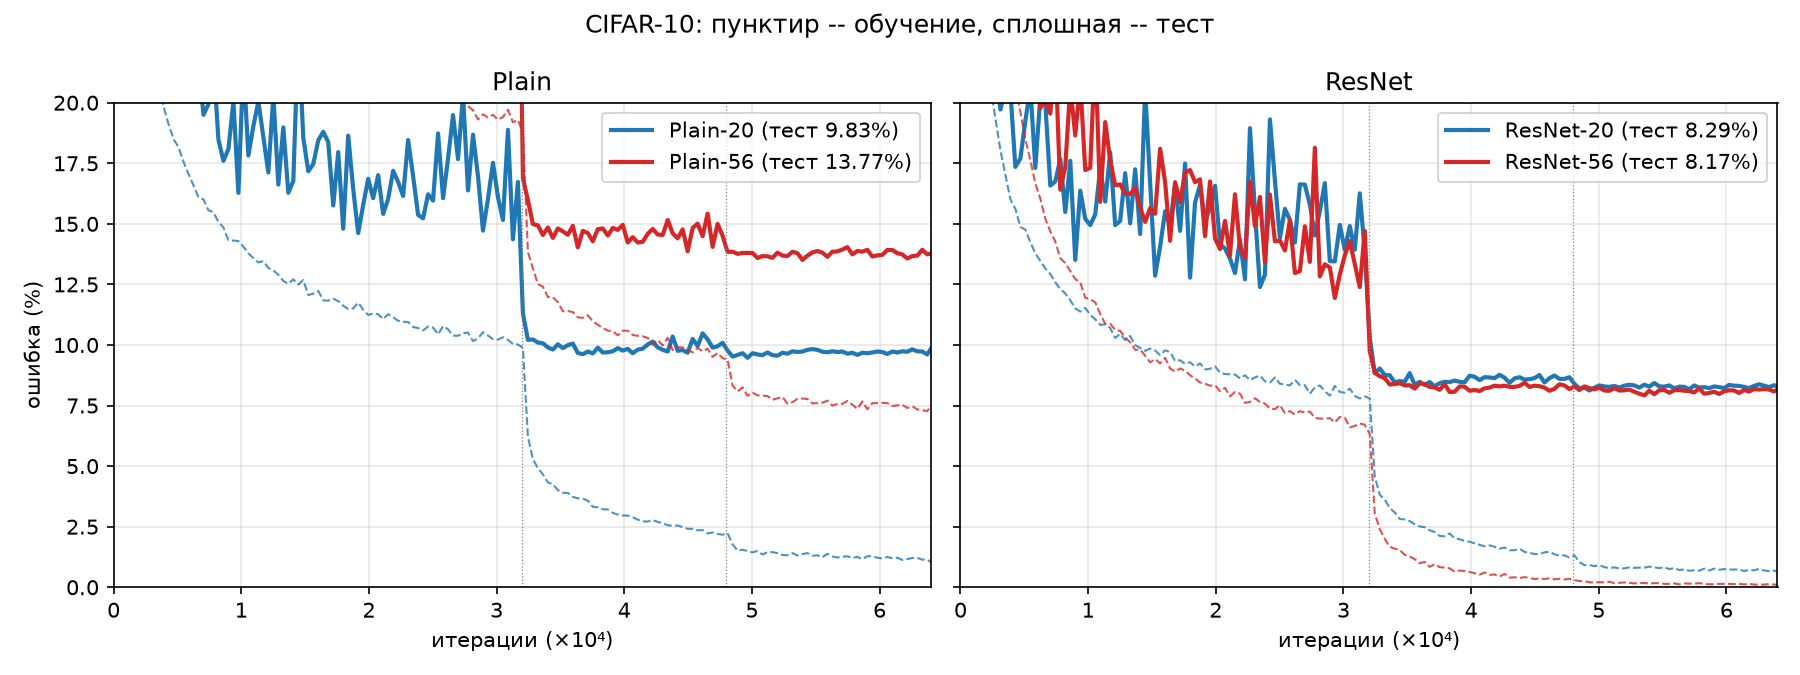 CIFAR-10: пунктир -- обучение, сплошная -- тест
Plain
ошибка (%)
20.0
17.5
15.0
12.5
10.0
7.5
5.0
2.5
0.0
Plain-20 (тест 9.83%)
Plain-56 (тест 13.77%)
0 1 2 3 4 5 6
итерации (×10⁴)
ResNet
ResNet-20 (тест 8.29%)
ResNet-56 (тест 8.17%)
0 1 2 3 4 5 6
итерации (×10⁴)